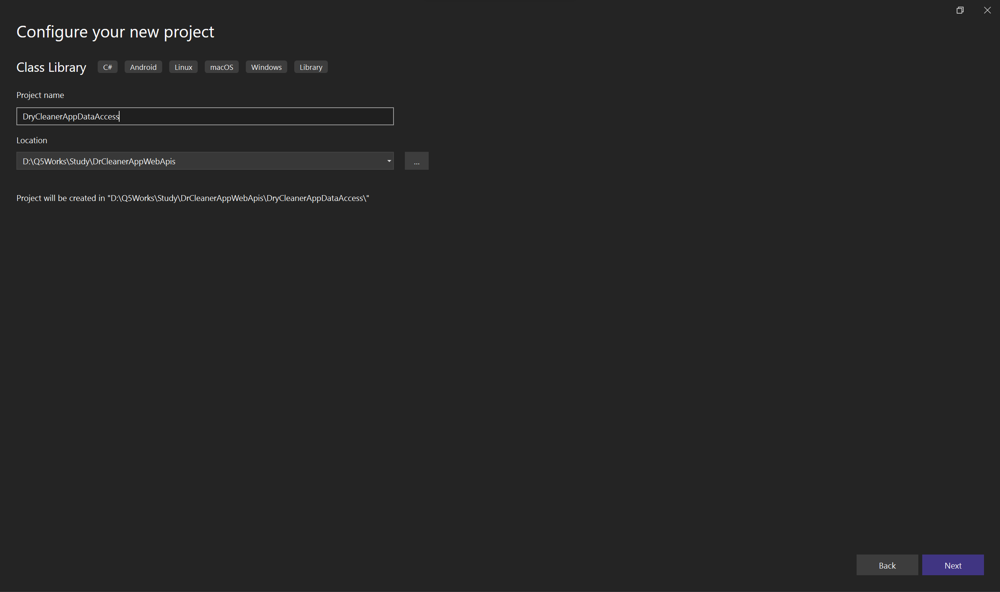 Configure your new project
Class Library C# Android Linux macOS Windows Library
Project name
DryCleanerAppDataAccess
Location
D:\Q5Works\Study\DrCleanerAppWebApis
...
Project will be created in "D:\Q5Works\Study\DrCleanerAppWebApis\DryCleanerAppDataAccess\"
Back Next